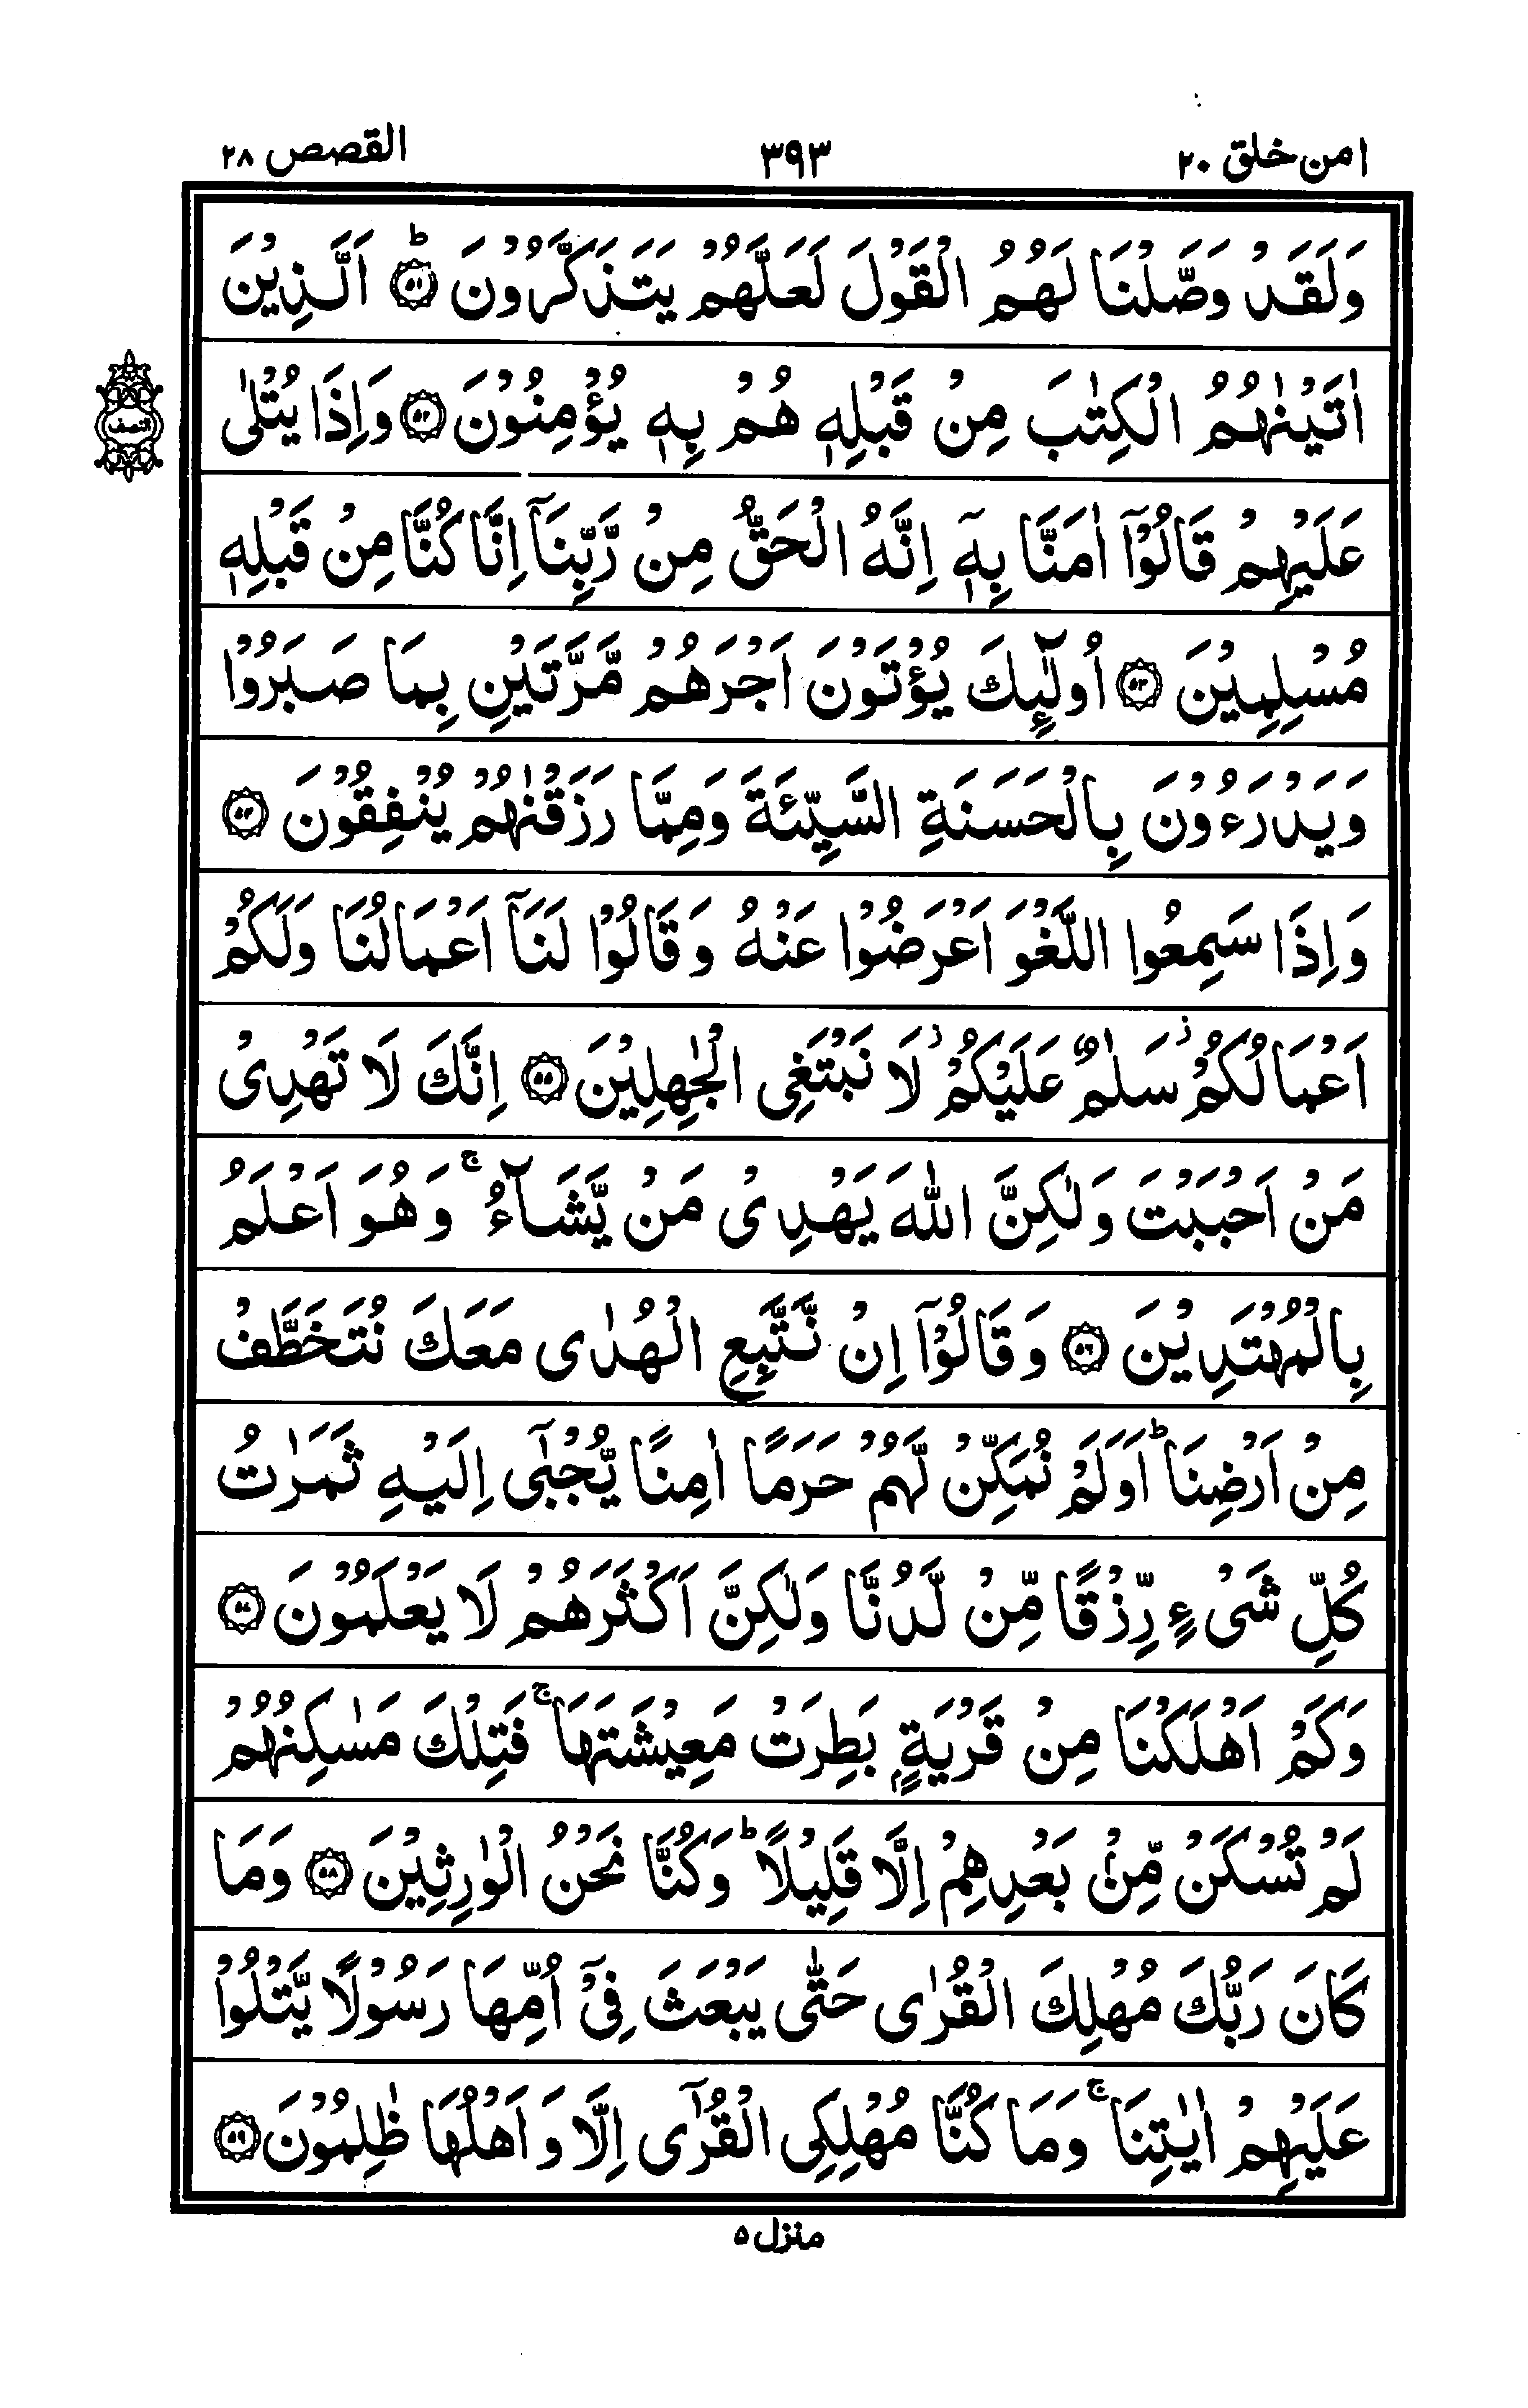 امن خلق ٢٠
٣٩٣
القصص ٢٨
وَلَقَدْ وَصَّلْنَا لَهُمُ الْقَوْلَ لَعَلَّهُمْ يَتَذَكَّرُوْنَ ؕ‏ ﴿٥١﴾ اَلَّذِيْنَ
اٰتَيْنٰهُمُ الْكِتٰبَ مِنْ قَبْلِهٖ هُمْ بِهٖ يُؤْمِنُوْنَ ﴿٥٢﴾ وَاِذَا يُتْلٰى
النصف
عَلَيْهِمْ قَالُوْۤا اٰمَنَّا بِهٖۤ اِنَّهُ الْحَقُّ مِنْ رَّبِّنَاۤ اِنَّا كُنَّا مِنْ قَبْلِهٖ
مُسْلِمِيْنَ ﴿٥٣﴾ اُولٰٓٮِٕكَ يُؤْتَوْنَ اَجْرَهُمْ مَّرَّتَيْنِ بِمَا صَبَرُوْا
وَيَدْرَءُوْنَ بِالْحَسَنَةِ السَّيِّئَةَ وَمِمَّا رَزَقْنٰهُمْ يُنْفِقُوْنَ ﴿٥٤﴾
وَاِذَا سَمِعُوا اللَّغْوَ اَعْرَضُوْا عَنْهُ وَقَالُوْا لَنَاۤ اَعْمَالُنَا وَلَكُمْ
اَعْمَالُكُمْ ز سَلٰمٌ عَلَيْكُمْ ز لَا نَبْتَغِى الْجٰهِلِيْنَ ﴿٥٥﴾ اِنَّكَ لَا تَهْدِىْ
مَنْ اَحْبَبْتَ وَلٰكِنَّ اللّٰهَ يَهْدِىْ مَنْ يَّشَآءُ ۚ وَهُوَ اَعْلَمُ
بِالْمُهْتَدِيْنَ ﴿٥٦﴾ وَقَالُوْۤا اِنْ نَّتَّبِعِ الْهُدٰى مَعَكَ نُتَخَطَّفْ
مِنْ اَرْضِنَا ؕ اَوَلَمْ نُمَكِّنْ لَّهُمْ حَرَمًا اٰمِنًا يُّجْبٰٓى اِلَيْهِ ثَمَرٰتُ
كُلِّ شَىْءٍ رِّزْقًا مِّنْ لَّدُنَّا وَلٰكِنَّ اَكْثَرَهُمْ لَا يَعْلَمُوْنَ ﴿٥٧﴾
وَكَمْ اَهْلَكْنَا مِنْ قَرْيَةٍۭ بَطِرَتْ مَعِيْشَتَهَا ۚ فَتِلْكَ مَسٰكِنُهُمْ
لَمْ تُسْكَنْ مِّنْۢ بَعْدِهِمْ اِلَّا قَلِيْلًا ؕ وَكُنَّا نَحْنُ الْوٰرِثِيْنَ ﴿٥٨﴾ وَمَا
كَانَ رَبُّكَ مُهْلِكَ الْقُرٰى حَتّٰى يَبْعَثَ فِىْۤ اُمِّهَا رَسُوْلًا يَّتْلُوْا
عَلَيْهِمْ اٰيٰتِنَا ۚ وَمَا كُنَّا مُهْلِكِى الْقُرٰٓى اِلَّا وَاَهْلُهَا ظٰلِمُوْنَ ﴿٥٩﴾
منزل ٥